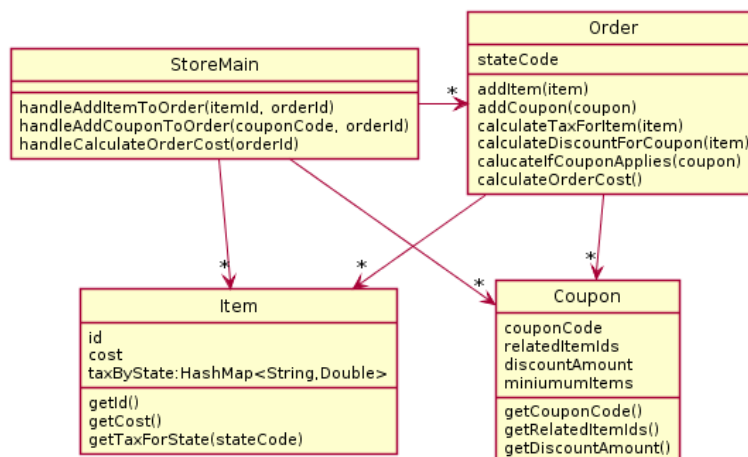 StoreMain
handleAddItemToOrder(itemId, orderId)
handleAddCouponToOrder(couponCode, orderId)
handleCalculateOrderCost(orderId)
*
Order
stateCode
addItem(item)
addCoupon(coupon)
calculateTaxForItem(item)
calculateDiscountForCoupon(item)
calucateIfCouponApplies(coupon)
calculateOrderCost()
*
*
*
*
Item
id
cost
taxByState:HashMap<String,Double>
getId()
getCost()
getTaxForState(stateCode)
Coupon
couponCode
relatedItemIds
discountAmount
miniumumItems
getCouponCode()
getRelatedItemIds()
getDiscountAmount()